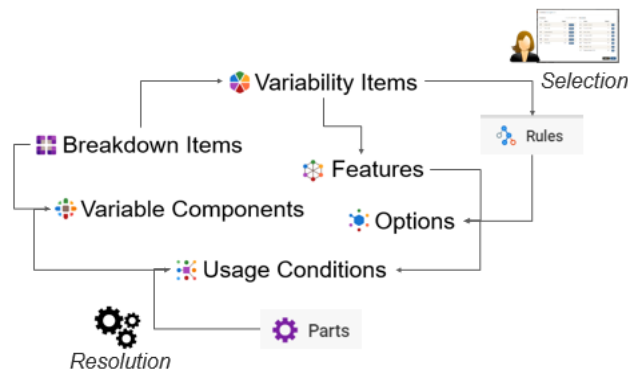 Variability Items
Selection
Rules
Breakdown Items
Features
Variable Components
Options
Usage Conditions
Parts
Resolution